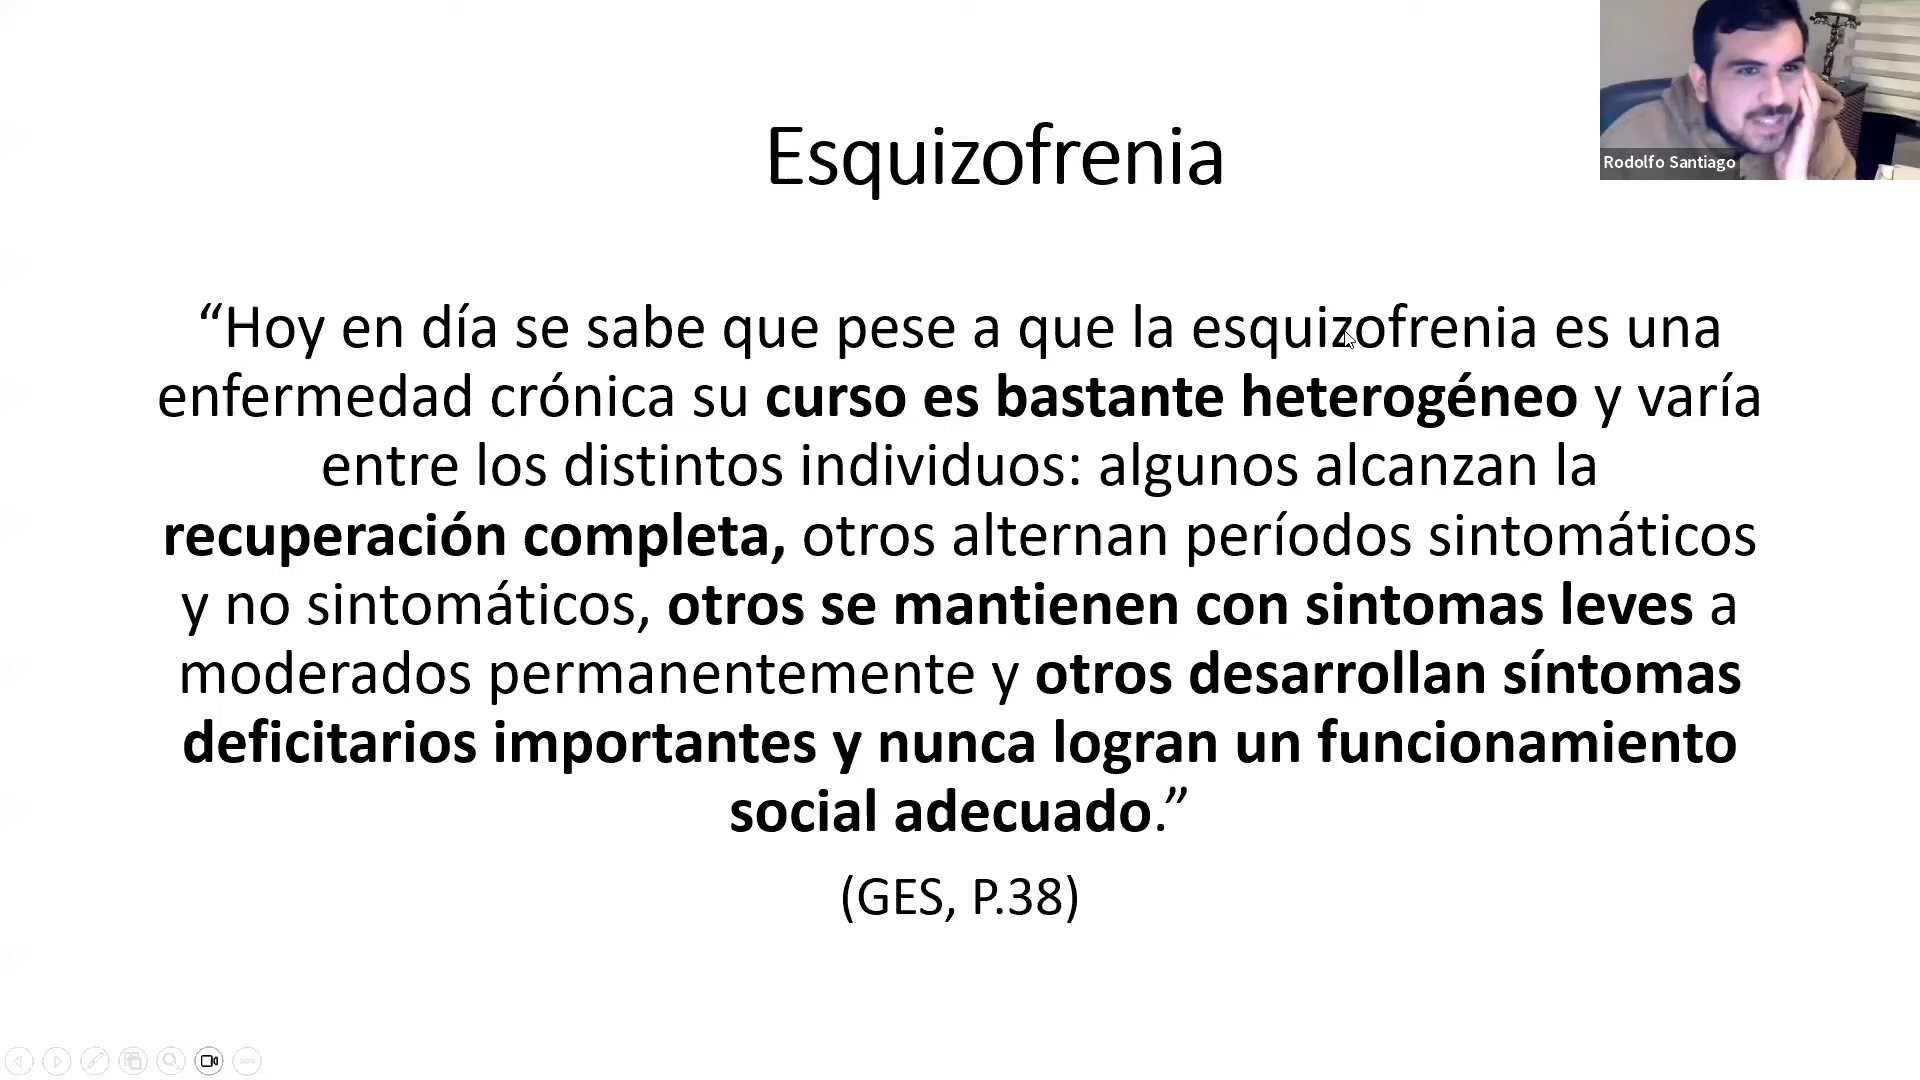 Esquizofrenia
Rodolfo Santiago
“Hoy en día se sabe que pese a que la esquizofrenia es una
enfermedad crónica su curso es bastante heterogéneo y varía
entre los distintos individuos: algunos alcanzan la
recuperación completa, otros alternan períodos sintomáticos
y no sintomáticos, otros se mantienen con sintomas leves a
moderados permanentemente y otros desarrollan síntomas
deficitarios importantes y nunca logran un funcionamiento
social adecuado.”
(GES, P.38)